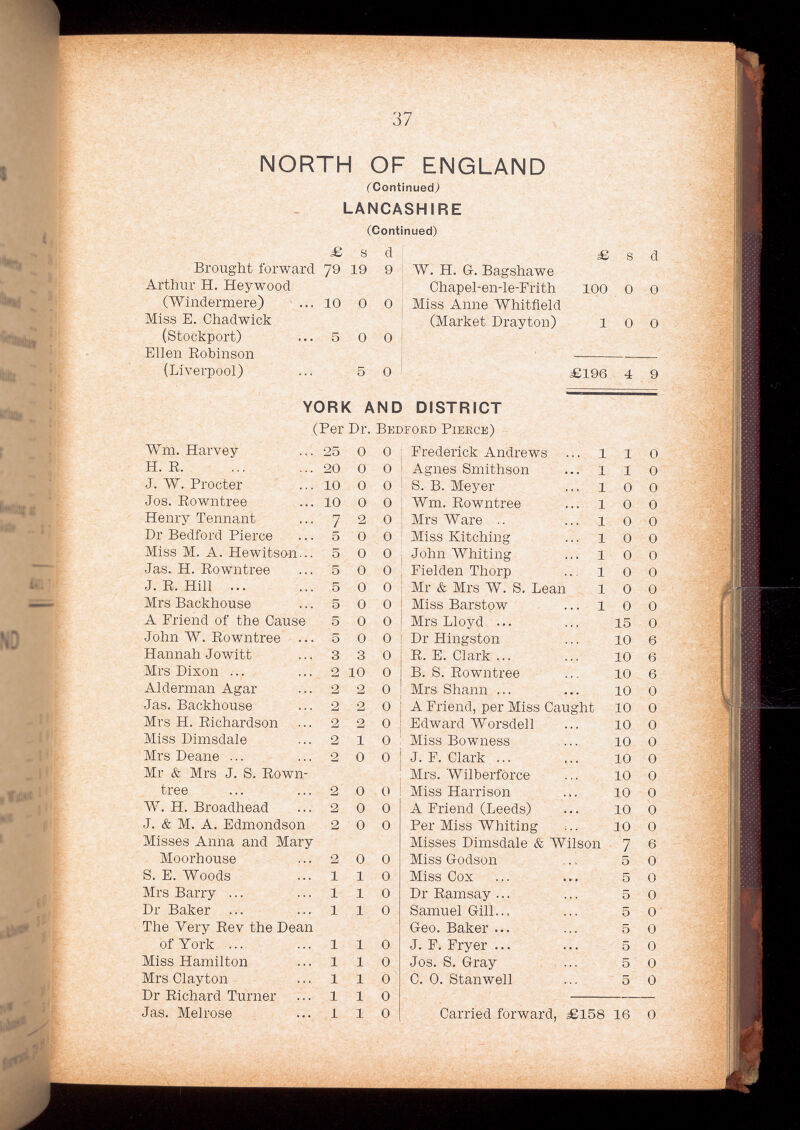 37
NORTH OF ENGLAND
(Continued)
LANCASHIRE
(Continued)
£ s d
Brought forward 79 19 9
Arthur H. Heywood
(Windermere) ... 10 0 0
Miss E. Chadwick
(Stockport) ... 5 0 0
Ellen Robinson
(Liverpool) ... 5 0
£ s d
W. H. G. Bagshawe
Chapel-en-le-Frith 100 0 0
Miss Anne Whitfield
(Market Drayton) 1 0 0
£196 4 9
YORK AND DISTRICT
(Per Dr. BEDFORD PIERCE)
Wm. Harvey ... 25 0 0
H. R. ... ... 20 0 0
J. W. Procter ... 10 0 0
Jos. Rowntree ... 10 0 0
Henry Tennant ... 7 2 0
Dr Bedford Pierce ... 5 0 0
Miss M. A. Hewitson... 5 0 0
Jas. H. Rowntree ... 5 0 0
J. R. Hill ... ... 5 0 0
Mrs Backhouse ... 5 0 0
A Friend of the Cause 5 0 0
John W. Rowntree ... 5 0 0
Hannah Jowitt ... 3 3 0
Mrs Dixon ... ... 2 10 0
Alderman Agar ... 2 2 0
Jas. Backhouse ... 2 2 0
Mrs H. Richardson ... 2 2 0
Miss Dimsdale ... 2 1 0
Mrs Deane ... ... 2 0 0
Mr & Mrs J. S. Rown-
tree ... ... 2 0 0
W. H. Broadhead ... 2 0 0
J. & M. A. Edmondson 2 0 0
Misses Anna and Mary
Moorhouse ... 2 0 0
S. E. Woods ... 1 1 0
Mrs Barry ... ... 1 1 0
Dr Baker ... ... 1 1 0
The Very Rev the Dean
of York ... ... 1 1 0
Miss Hamilton ... 1 1 0
Mrs Clayton ... 1 1 0
Dr Richard Turner ... 1 1 0
Jas. Melrose ... 1 1 0
Frederick Andrews ... 1 1 0
Agnes Smithson ... 1 1 0
S. B. Meyer ... 1 0 0
Wm. Rowntree ... 1 0 0
Mrs Ware .. ... 1 0 0
Miss Kitching ... 1 0 0
John Whiting ... 1 0 0
Fielden Thorp .. 1 0 0
Mr & Mrs W. S. Lean 1 0 0
Miss Barstow ... 1 0 0
Mrs Lloyd ... ... 15 0
Dr Hingston ... 10 6
R. E. Clark ... ... 10 6
B. S. Rowntree ... 10 6
Mrs Shann ... ... 10 0
A Friend, per Miss Caught 10 0
Edward Worsdell ... 10 0
Miss Bowness ... 10 0
J. F. Clark ... ... 10 0
Mrs. Wilberforce ... 10 0
Miss Harrison ... 10 0
A Friend (Leeds) ... 10 0
Per Miss Whiting ... 10 0
Misses Dimsdale & Wilson 7 6
Miss Godson .. 5 0
Miss Cox ... ... 5 0
Dr Ramsay ... ... 5 0
Samuel Gill... ... 5 0
Geo. Baker ... ... 5 0
J. F. Fryer ... ... 5 0
Jos. S. Gray ... 5 0
C. O. Stanwell ... 5 0
Carried forward, £158 16 0